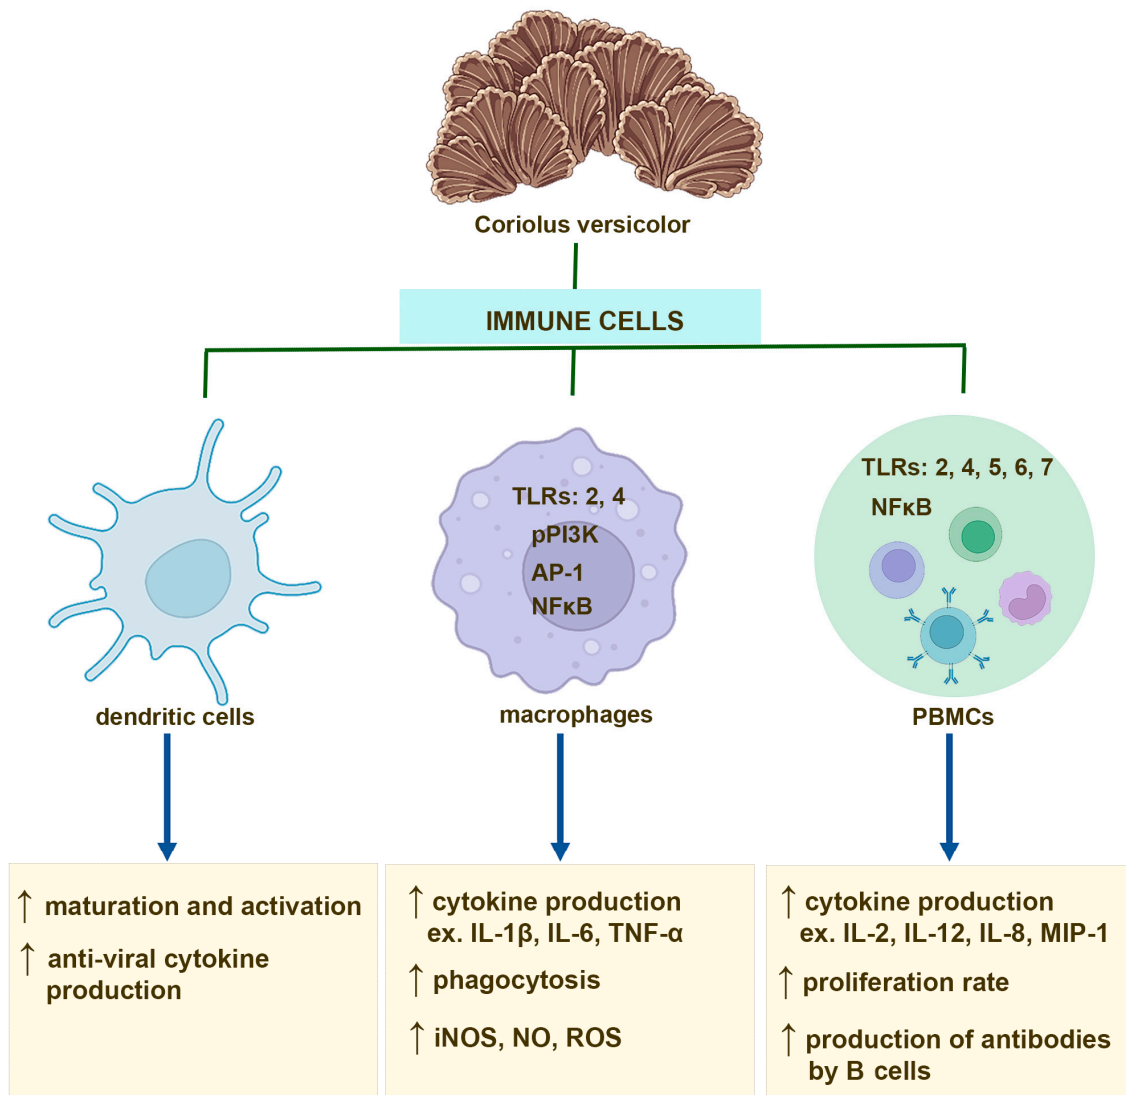 Coriolus versicolor
IMMUNE CELLS
TLRs: 2, 4
pPI3K
AP-1
NFκB
TLRs: 2, 4, 5, 6, 7
NFκB
dendritic cells
macrophages
PBMCs
↑ maturation and activation
↑ anti-viral cytokine
production
↑ cytokine production
ex. IL-1β, IL-6, TNF-α
↑ phagocytosis
↑ iNOS, NO, ROS
↑ cytokine production
ex. IL-2, IL-12, IL-8, MIP-1
↑ proliferation rate
↑ production of antibodies
by B cells